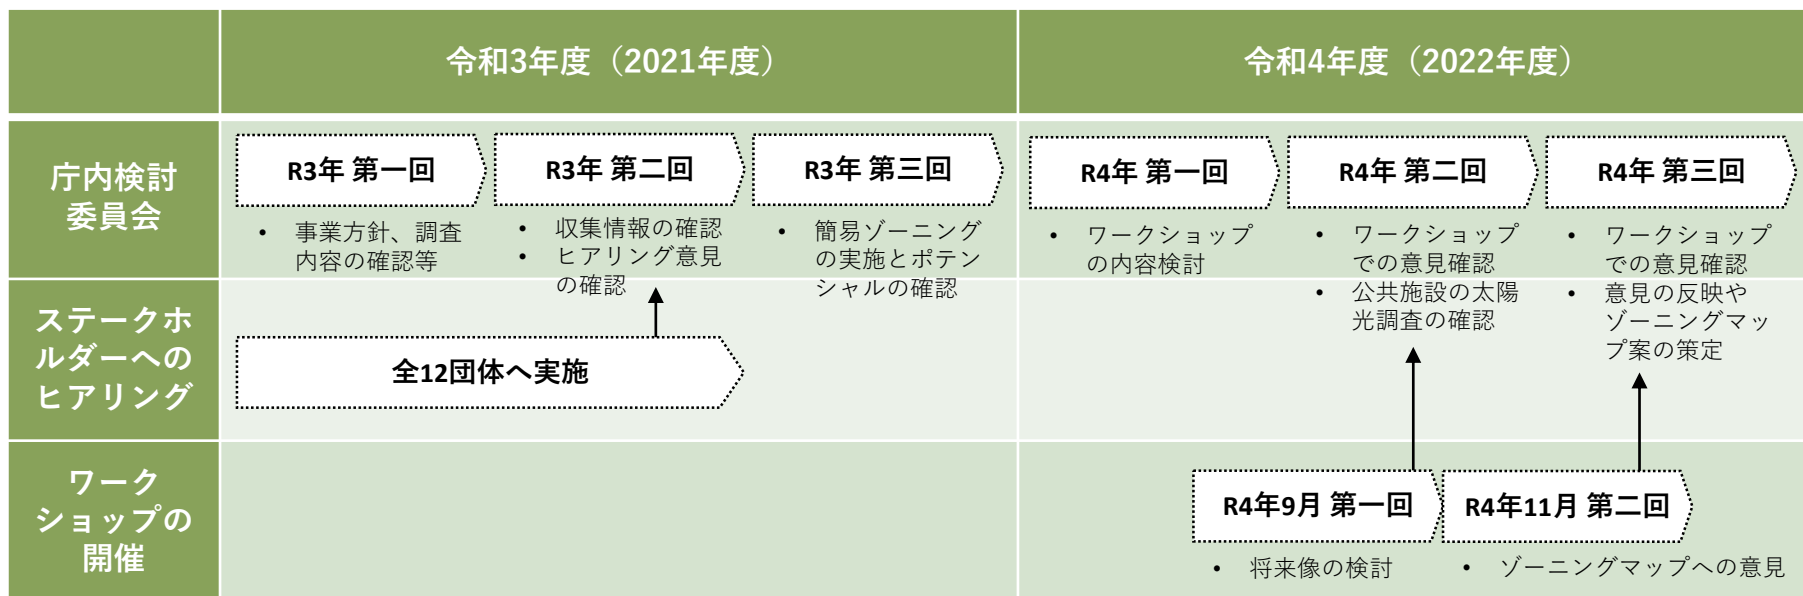 令和3年度（2021年度）
令和4年度（2022年度）
庁内検討
委員会
R3年 第一回
R3年 第二回
R3年 第三回
R4年 第一回
R4年 第二回
R4年 第三回
• 事業方針、調査
内容の確認等
• 収集情報の確認
• ヒアリング意見
の確認
• 簡易ゾーニング
の実施とポテン
シャルの確認
• ワークショップ
の内容検討
• ワークショップ
での意見確認
• 公共施設の太陽
光調査の確認
• ワークショップ
での意見確認
• 意見の反映や
ゾーニングマッ
プ案の策定
ステークホ
ルダーへの
ヒアリング
全12団体へ実施
ワーク
ショップの
開催
R4年9月 第一回
R4年11月 第二回
• 将来像の検討
• ゾーニングマップへの意見